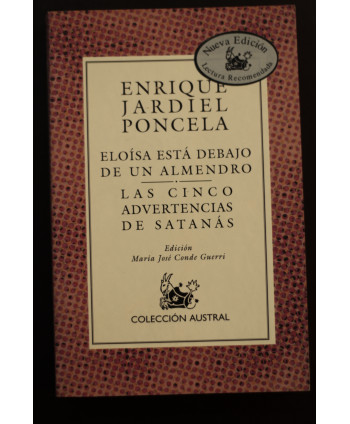 Nueva Edición
Lectura Recomendada
ENRIQUE
JARDIEL
PONCELA
ELOÍSA ESTÁ DEBAJO
DE UN ALMENDRO
LAS CINCO
ADVERTENCIAS
DE SATANÁS
Edición
María José Conde Guerri
COLECCIÓN AUSTRAL